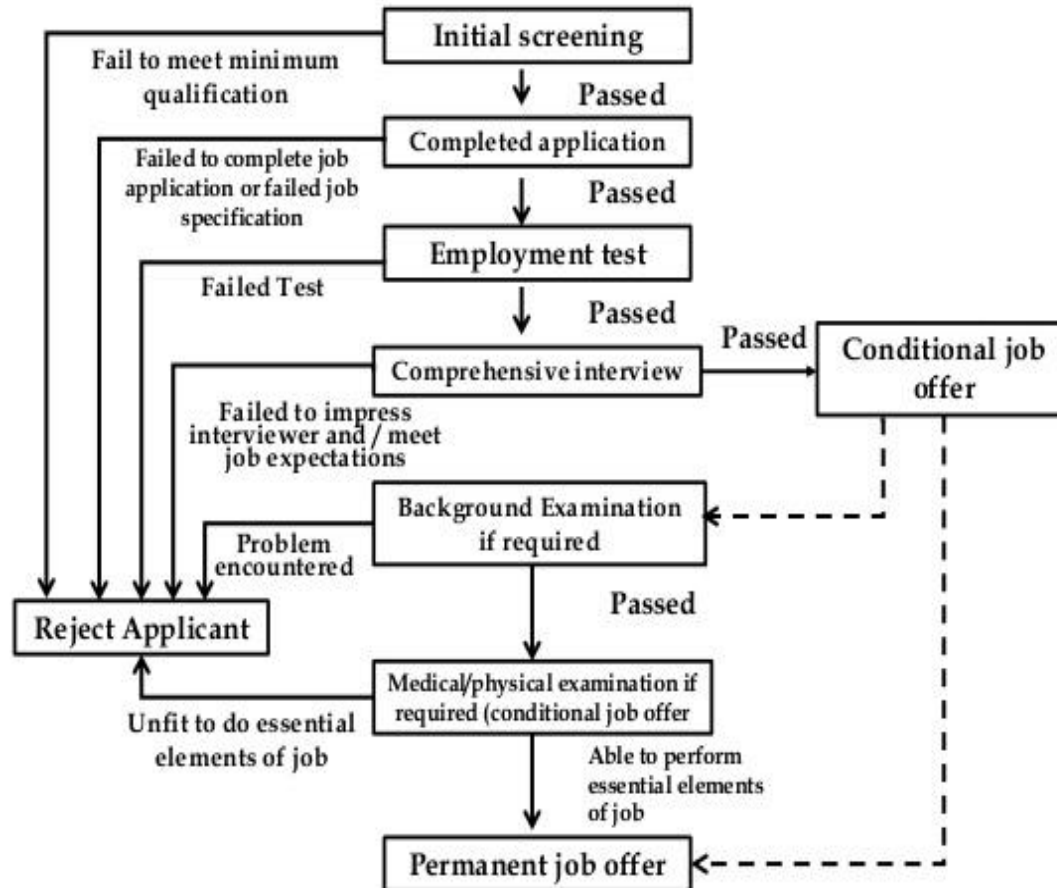 Initial screening
Fail to meet minimum
qualification
Passed
Completed application
Failed to complete job
application or failed job
specification
Passed
Employment test
Failed Test
Passed
Passed
Conditional job
offer
Comprehensive interview
Failed to impress
interviewer and / meet
job expectations
Background Examination
if required
Problem
encountered
Passed
Reject Applicant
Medical/physical examination if
required (conditional job offer
Unfit to do essential
elements of job
Able to perform
essential elements
of job
Permanent job offer